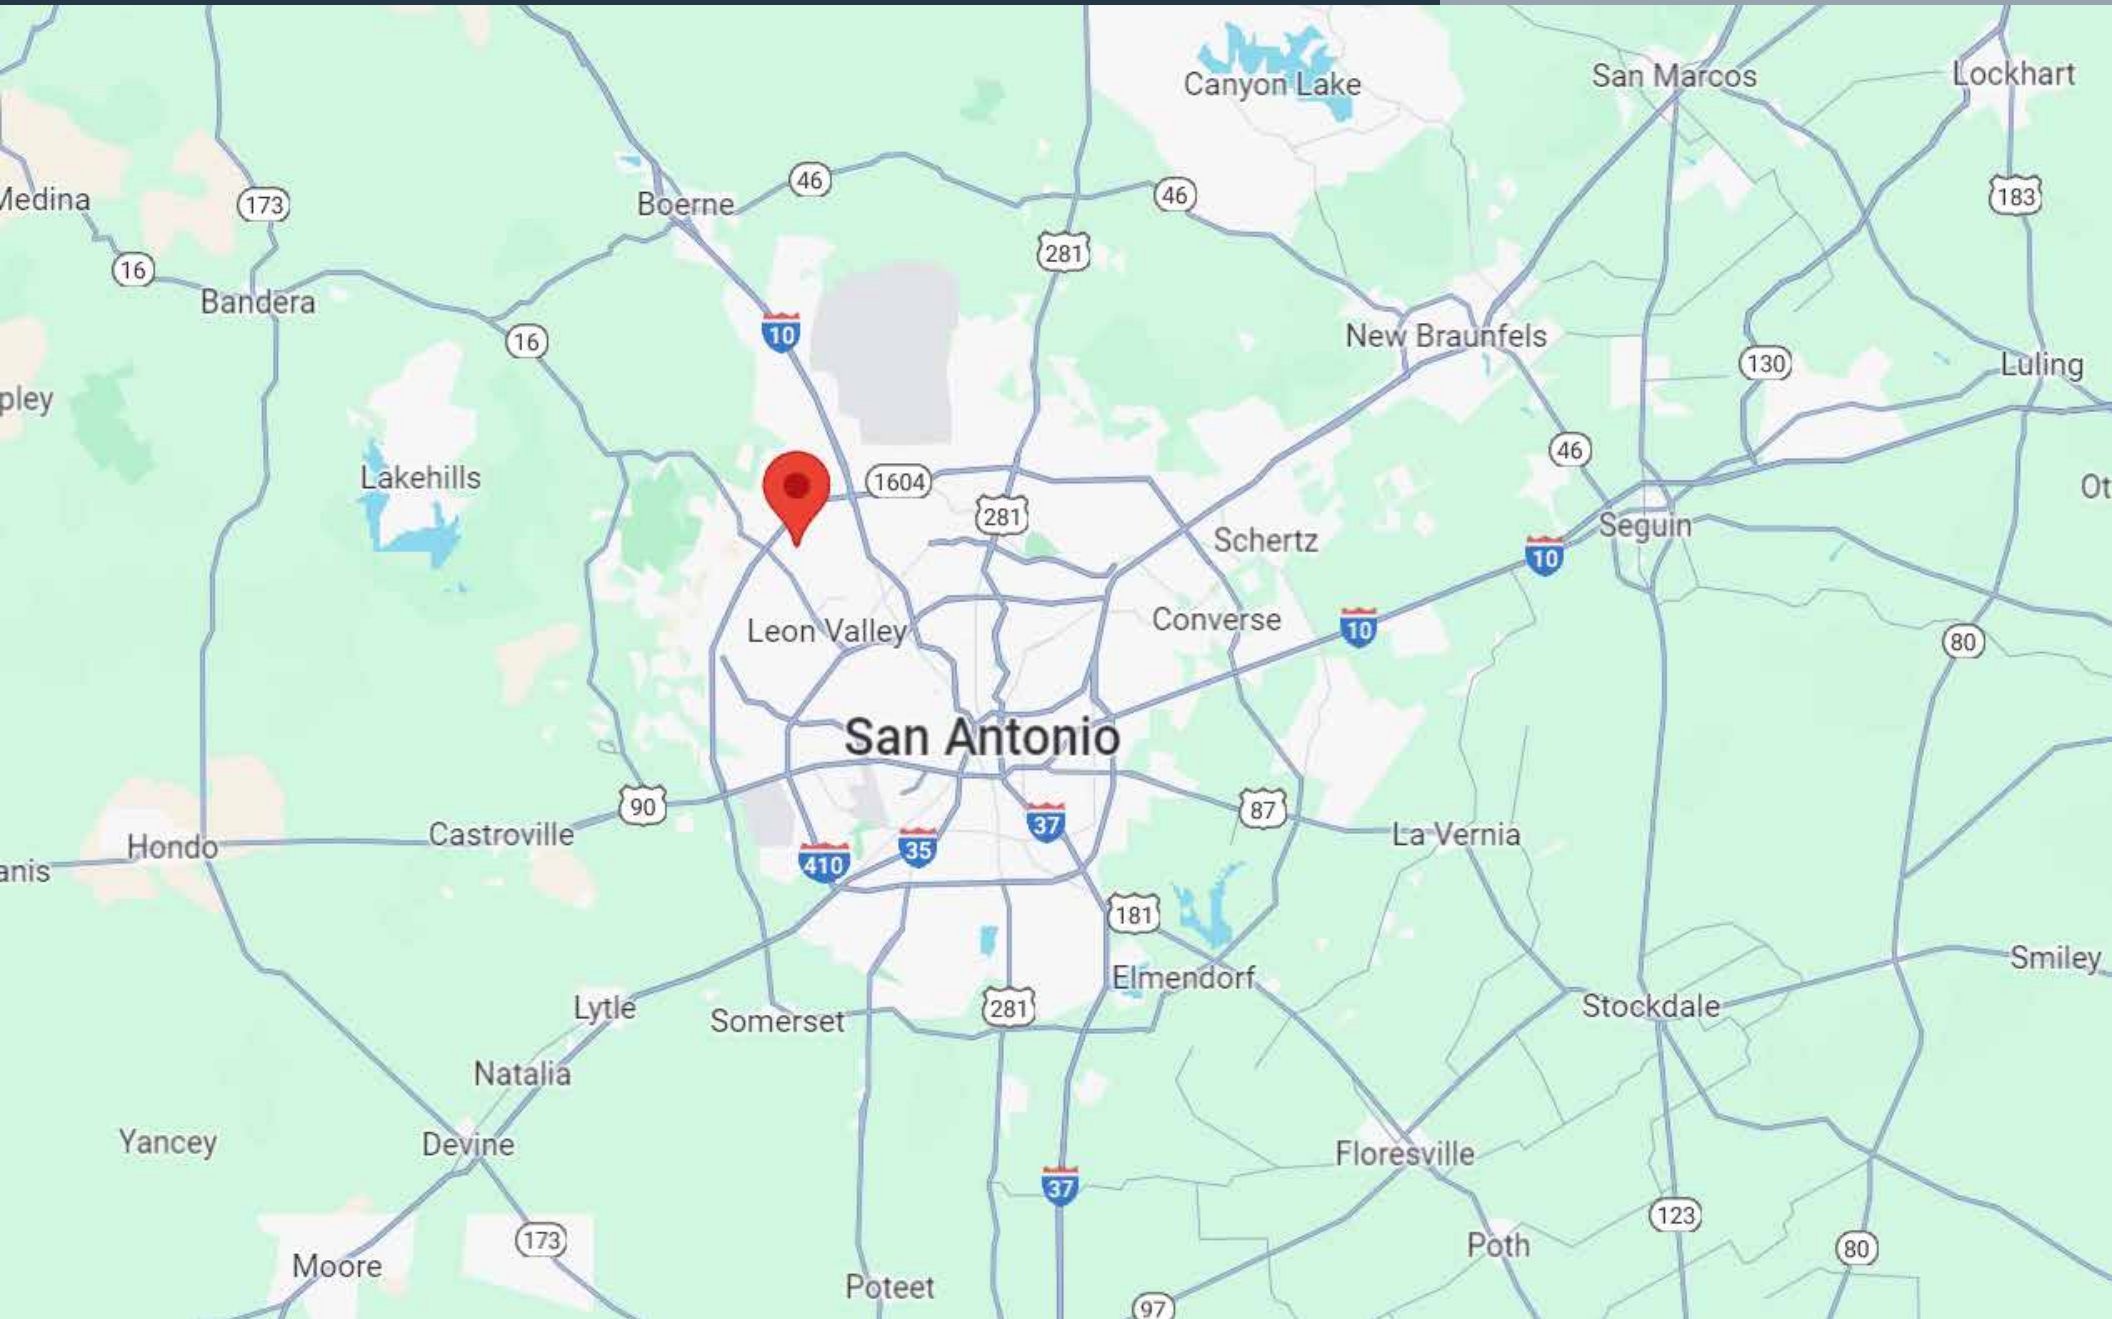 Canyon Lake
San Marcos
Lockhart
Medina
173
Boerne
46
46
183
16
281
Bandera
16
10
New Braunfels
130
Luling
pley
Lakehills
1604
46
281
Ot
Schertz
Seguin
10
Leon Valley
Converse
10
80
San Antonio
90
87
Hondo
Castroville
37
La Vernia
410
35
anis
181
Elmendorf
Smiley
Lytle
Somerset
281
Stockdale
Natalia
Yancey
Devine
Floresville
37
173
123
Moore
Poth
80
Poteet
97